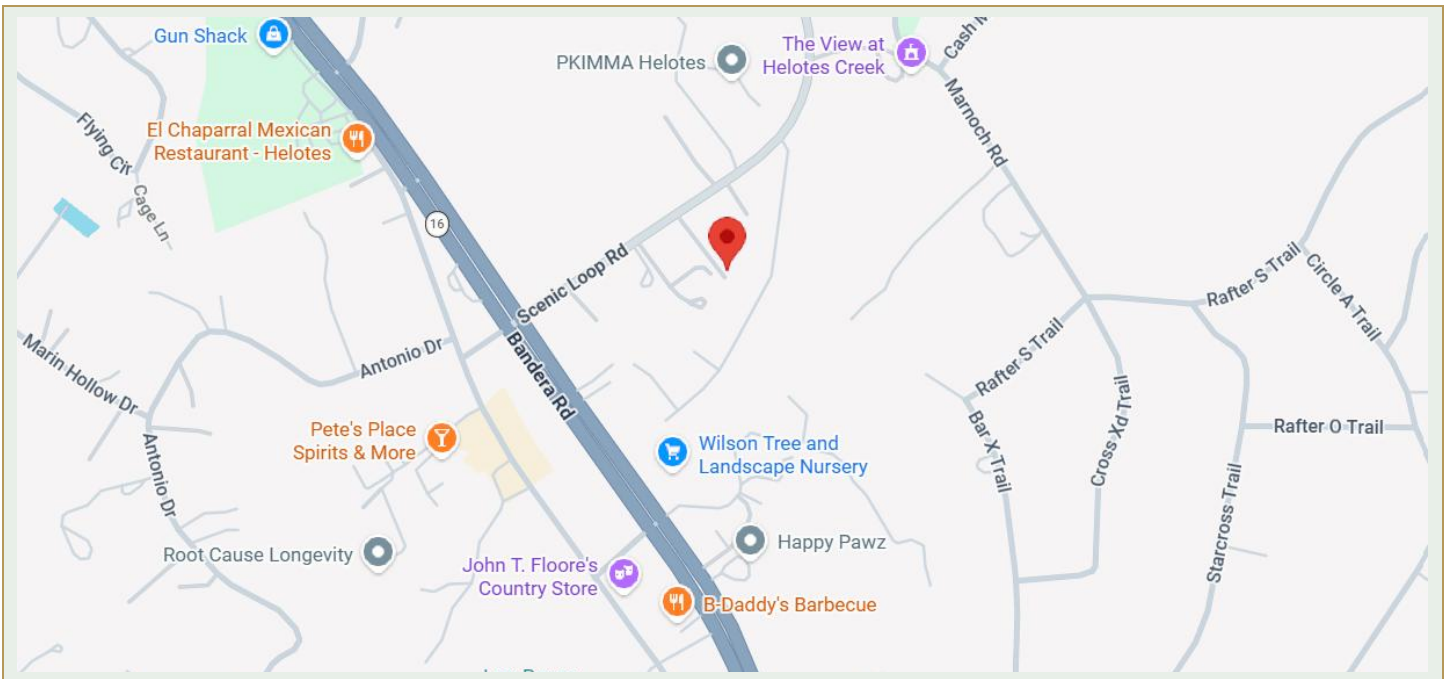 Gun Shack
PKIMMA Helotes
The View at
Helotes Creek
Cash M
Flying Cir
El Chaparral Mexican
Restaurant - Helotes
Marnoch Rd
Cage Ln
16
Scenic Loop Rd
Rafter S Trail
Circle A Trail
Marin Hollow Dr
Antonio Dr
Bandera Rd
Rafter S Trail
Pete's Place
Spirits & More
Antonio Dr
Wilson Tree and
Landscape Nursery
Bar X Trail
Cross Xd Trail
Rafter O Trail
Starcross Trail
Root Cause Longevity
Happy Pawz
John T. Floore's
Country Store
B-Daddy's Barbecue